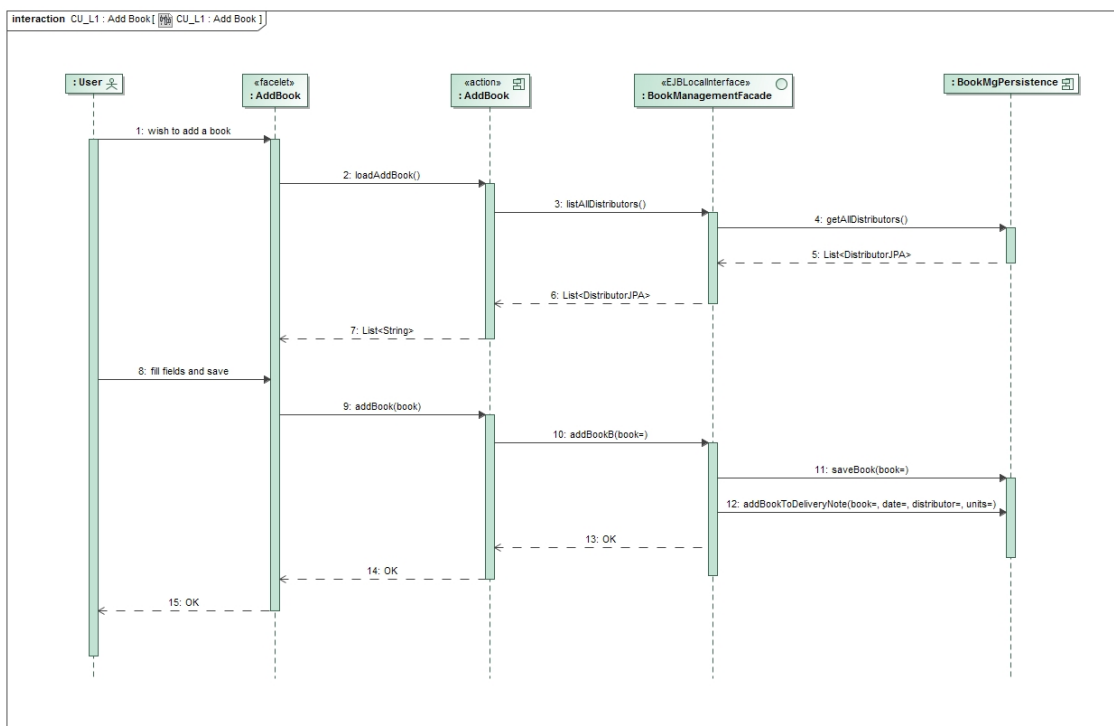 interaction CU_L1 : Add Book [ CU_L1 : Add Book ]
: User
«facelet»
: AddBook
«action»
: AddBook
«EJBLocalInterface»
: BookManagementFacade
: BookMgPersistence
1: wish to add a book
2: loadAddBook()
3: listAllDistributors()
4: getAllDistributors()
5: List<DistributorJPA>
6: List<DistributorJPA>
7: List<String>
8: fill fields and save
9: addBook(book)
10: addBookB(book=)
11: saveBook(book=)
12: addBookToDeliveryNote(book=, date=, distributor=, units=)
13: OK
14: OK
15: OK